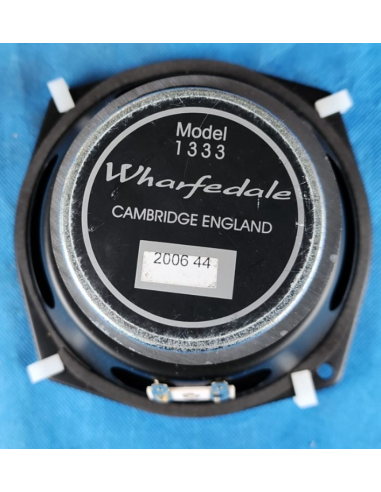 Model
1333
Wharfedale
CAMBRIDGE ENGLAND
2006 44